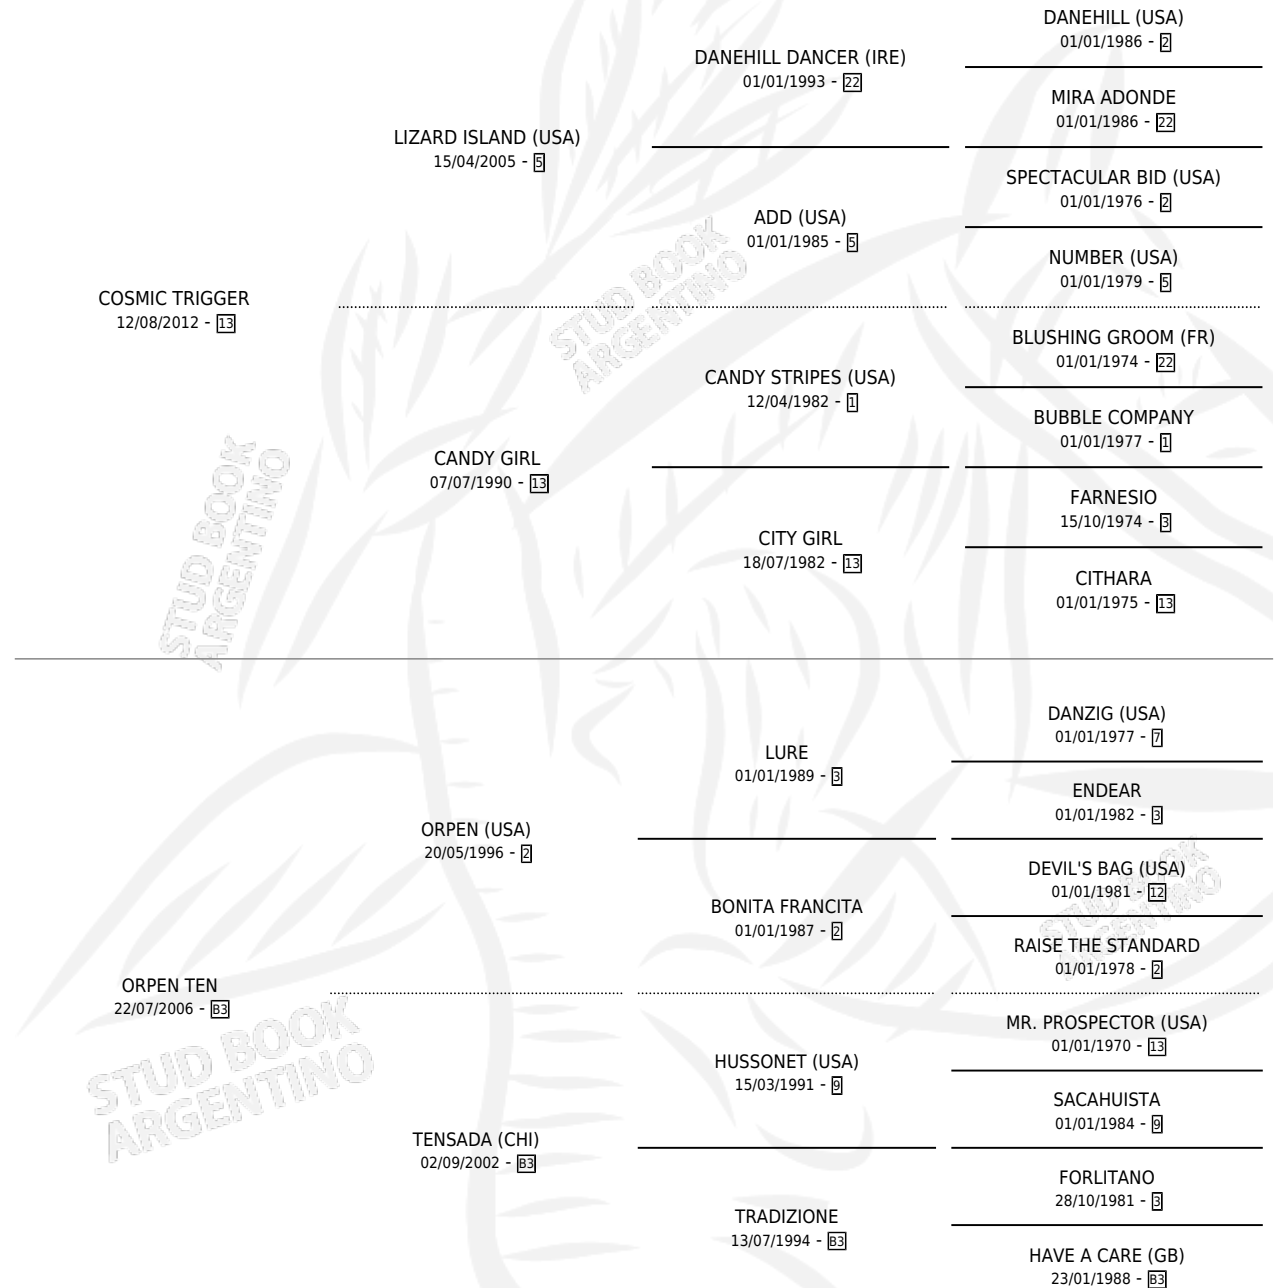 DANEHILL (USA)
01/01/1986 - 2
DANEHILL DANCER (IRE)
01/01/1993 - 22
MIRA ADONDE
01/01/1986 - 22
LIZARD ISLAND (USA)
15/04/2005 - 5
SPECTACULAR BID (USA)
01/01/1976 - 2
ADD (USA)
01/01/1985 - 5
NUMBER (USA)
01/01/1979 - 5
COSMIC TRIGGER
12/08/2012 - 13
BLUSHING GROOM (FR)
01/01/1974 - 22
CANDY STRIPES (USA)
12/04/1982 - 1
BUBBLE COMPANY
01/01/1977 - 1
CANDY GIRL
07/07/1990 - 13
FARNESIO
15/10/1974 - 3
CITY GIRL
18/07/1982 - 13
CITHARA
01/01/1975 - 13
STUD BOOK
ARGENTINO
STUD BOOK
ARGENTINO
DANZIG (USA)
01/01/1977 - 7
LURE
01/01/1989 - 3
ENDEAR
01/01/1982 - 3
ORPEN (USA)
20/05/1996 - 2
DEVIL'S BAG (USA)
01/01/1981 - 12
BONITA FRANCITA
01/01/1987 - 2
RAISE THE STANDARD
01/01/1978 - 2
ORPEN TEN
22/07/2006 - B3
MR. PROSPECTOR (USA)
01/01/1970 - 13
HUSSONET (USA)
15/03/1991 - 9
SACAHUISTA
01/01/1984 - 9
TENSADA (CHI)
02/09/2002 - B3
FORLITANO
28/10/1981 - 3
TRADIZIONE
13/07/1994 - B3
HAVE A CARE (GB)
23/01/1988 - B3
STUD BOOK
ARGENTINO
STUD BOOK
ARGENTINO